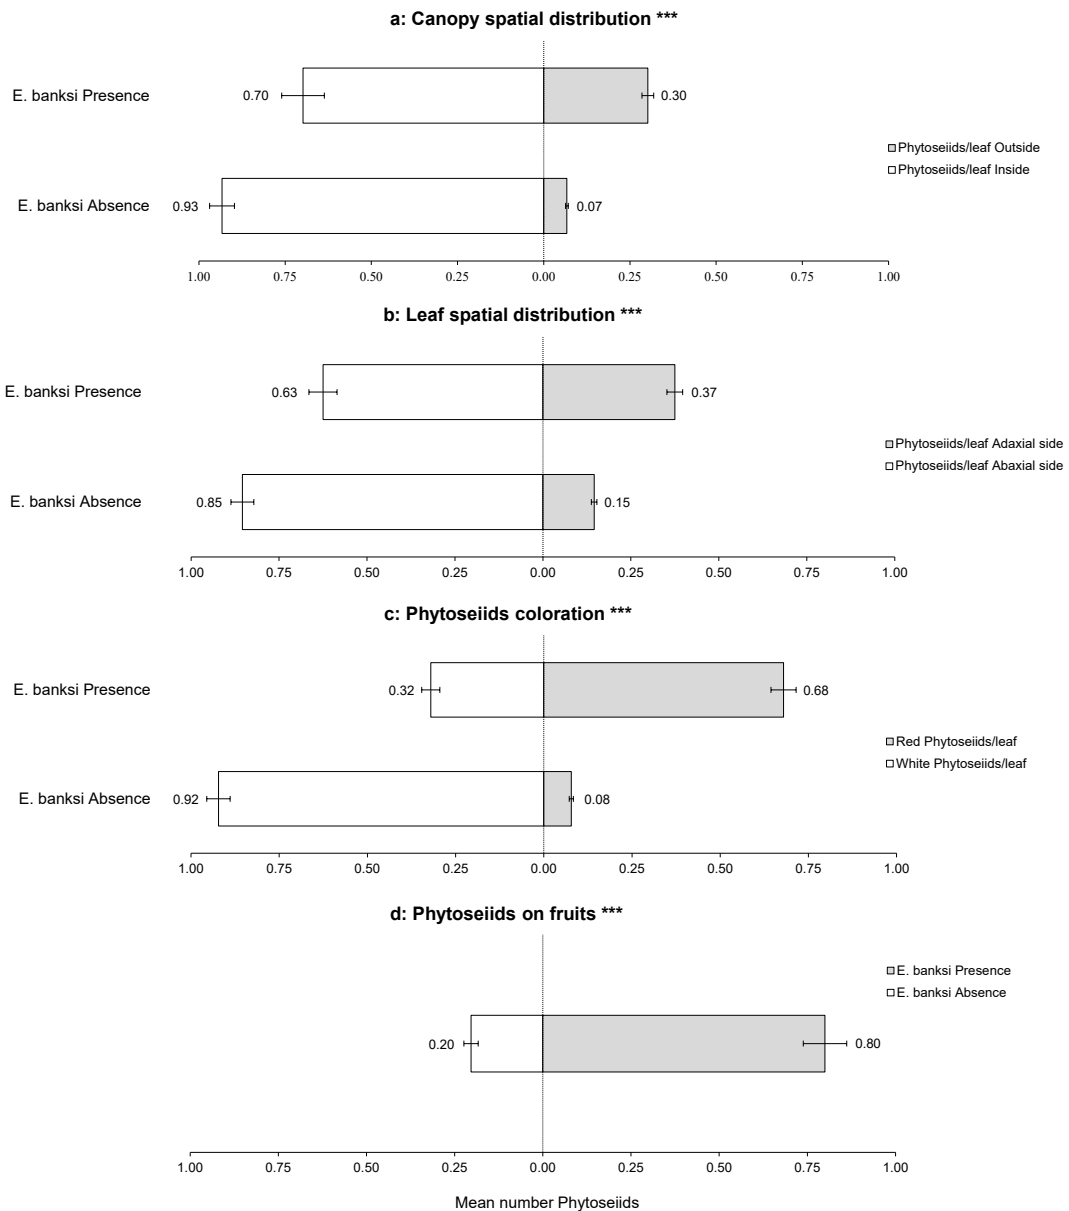 a: Canopy spatial distribution ***
E. banksi Presence
0.70
0.30
Phytoseiids/leaf Outside
Phytoseiids/leaf Inside
E. banksi Absence
0.93
0.07
1.00 0.75 0.50 0.25 0.00 0.25 0.50 0.75 1.00
b: Leaf spatial distribution ***
E. banksi Presence
0.63
0.37
Phytoseiids/leaf Adaxial side
Phytoseiids/leaf Abaxial side
E. banksi Absence
0.85
0.15
1.00 0.75 0.50 0.25 0.00 0.25 0.50 0.75 1.00
c: Phytoseiids coloration ***
E. banksi Presence
0.32
0.68
Red Phytoseiids/leaf
White Phytoseiids/leaf
E. banksi Absence
0.92
0.08
1.00 0.75 0.50 0.25 0.00 0.25 0.50 0.75 1.00
d: Phytoseiids on fruits ***
E. banksi Presence
E. banksi Absence
0.20
0.80
1.00 0.75 0.50 0.25 0.00 0.25 0.50 0.75 1.00
Mean number Phytoseiids